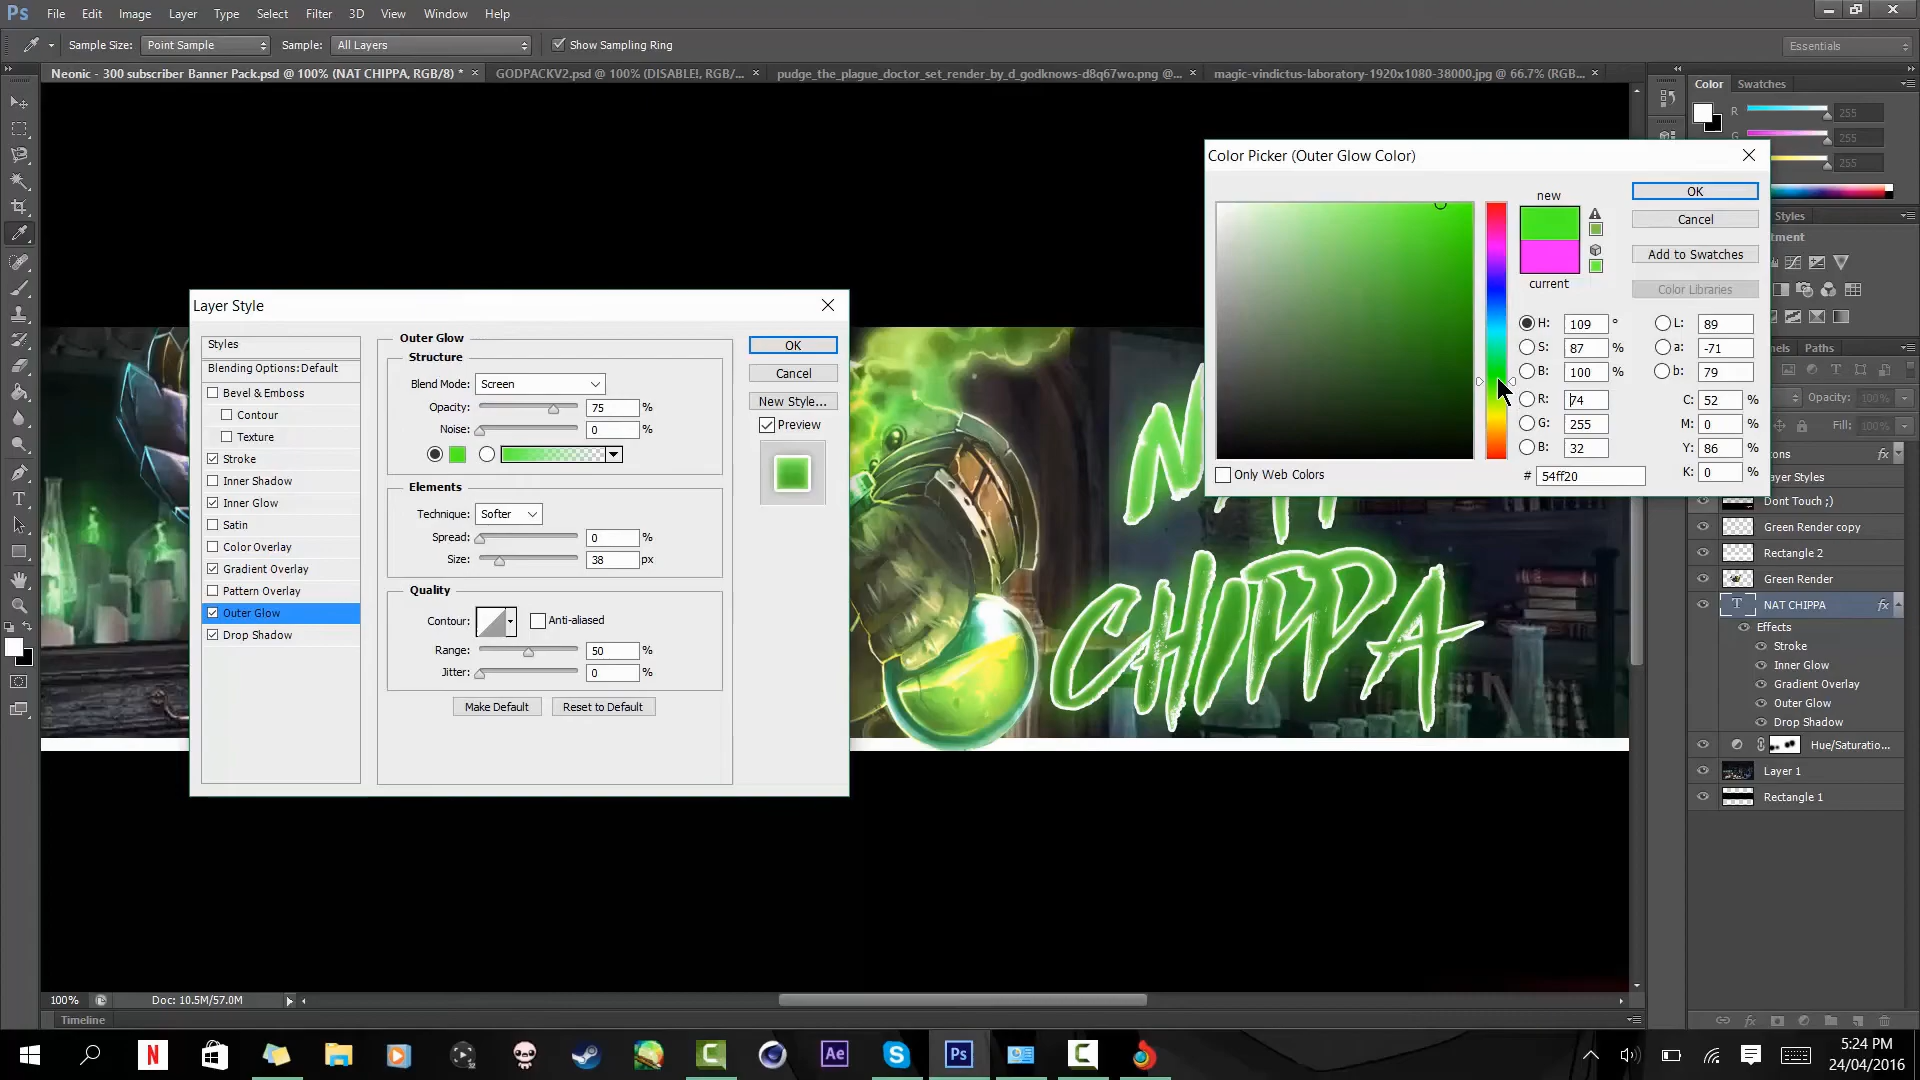 Ps File Edit Image Layer Type Select Filter 3D View Window Help
Sample Size: Point Sample Sample: All Layers Show Sampling Ring Essentials
Neonic - 300 subscriber Banner Pack.psd @ 100% (NAT CHIPPA, RGB/8) * × GODPACKV2.psd @ 100% (DISABLE!, RGB/... × pudge_the_plague_doctor_set_render_by_d_godknows-d8q67wo.png @... × magic-vindictus-laboratory-1920x1080-38000.jpg @ 66.7% (RGB... ×
Color Swatches
R 255
G 255
255
Styles
Paths
Opacity: 100%
Fill: 100%
Color Picker (Outer Glow Color)
new
current
OK
Cancel
Add to Swatches
Color Libraries
H: 109 °
S: 87 %
B: 100 %
R: 74
G: 255
B: 32
L: 89
a: -71
b: 79
C: 52 %
M: 0 %
Y: 86 %
K: 0 %
# 54ff20
Only Web Colors
Layer Style
Styles
Blending Options:Default
Bevel & Emboss
Contour
Texture
Stroke
Inner Shadow
Inner Glow
Satin
Color Overlay
Gradient Overlay
Pattern Overlay
Outer Glow
Drop Shadow
Outer Glow
Structure
Blend Mode: Screen
Opacity: 75 %
Noise: 0 %
Elements
Technique: Softer
Spread: 0 %
Size: 38 px
Quality
Contour: Anti-aliased
Range: 50 %
Jitter: 0 %
Make Default Reset to Default
OK
Cancel
New Style...
Preview
CHIPPA
Dont Touch ;)
Green Render copy
Rectangle 2
Green Render
T NAT CHIPPA fx
Effects
Stroke
Inner Glow
Gradient Overlay
Outer Glow
Drop Shadow
Hue/Saturatio...
Layer 1
Rectangle 1
100% Doc: 10.5M/57.0M
Timeline
N Ae S Ps
5:24 PM
24/04/2016